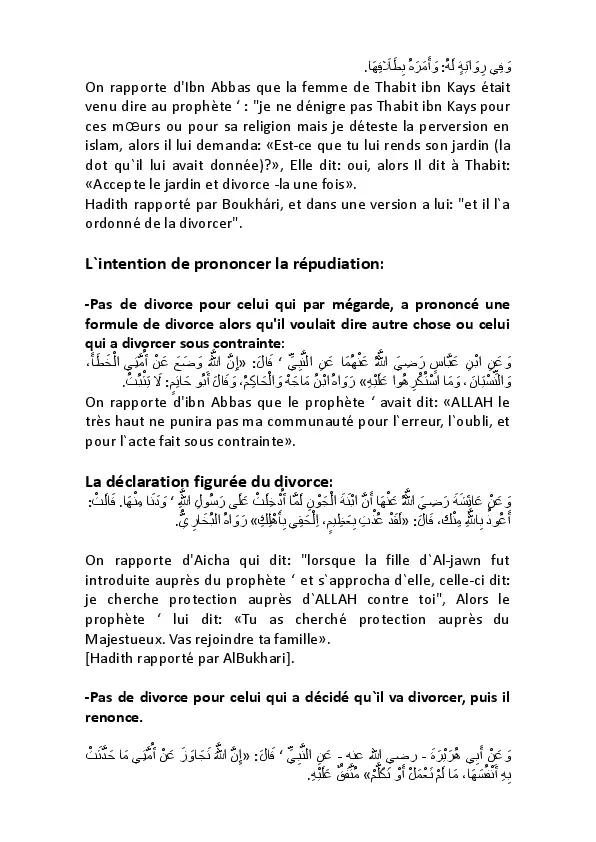 وَفِي رِوَايَةٍ لَهُ: وَأَمَرَهُ بِطَلَاقِهَا.
On rapporte d'Ibn Abbas que la femme de Thabit ibn Kays était
venu dire au prophète ‘ : "je ne dénigre pas Thabit ibn Kays pour
ces mœurs ou pour sa religion mais je déteste la perversion en
islam, alors il lui demanda: «Est-ce que tu lui rends son jardin (la
dot qu`il lui avait donnée)?», Elle dit: oui, alors Il dit à Thabit:
«Accepte le jardin et divorce -la une fois».
Hadith rapporté par Boukhári, et dans une version a lui: "et il l`a
ordonné de la divorcer".
L`intention de prononcer la répudiation:
-Pas de divorce pour celui qui par mégarde, a prononcé une
formule de divorce alors qu'il voulait dire autre chose ou celui
qui a divorcer sous contrainte:
وَعَنِ ابْنِ عَبَّاسٍ رَضِيَ اللَّهُ عَنْهُمَا عَنِ النَّبِيِّ ‘ قَالَ: «إِنَّ اللَّهَ وَضَعَ عَنْ أُمَّتِي الْخَطَأَ،
وَالنِّسْيَانَ، وَمَا اسْتُكْرِهُوا عَلَيْهِ» رَوَاهُ ابْنُ مَاجَهْ وَالْحَاكِمُ، وَقَالَ أَبُو حَاتِمٍ: لَا يَثْبُتُ.
On rapporte d'ibn Abbas que le prophète ‘ avait dit: «ALLAH le
très haut ne punira pas ma communauté pour l`erreur, l`oubli, et
pour l`acte fait sous contrainte».
La déclaration figurée du divorce:
وَعَنْ عَائِشَةَ رَضِيَ اللَّهُ عَنْهَا أَنَّ ابْنَةَ الْجَوْنِ لَمَّا أُدْخِلَتْ عَلَى رَسُولِ اللَّهِ ‘ وَدَنَا مِنْهَا. قَالَتْ:
أَعُوذُ بِاللَّهِ مِنْكَ، قَالَ: «لَقَدْ عُذْتِ بِعَظِيمٍ، اِلْحَقِي بِأَهْلِكِ» رَوَاهُ الْبُخَارِيُّ.
On rapporte d'Aicha qui dit: "lorsque la fille d`Al-jawn fut
introduite auprès du prophète ‘ et s`approcha d`elle, celle-ci dit:
je cherche protection auprès d`ALLAH contre toi", Alors le
prophète ‘ lui dit: «Tu as cherché protection auprès du
Majestueux. Vas rejoindre ta famille».
[Hadith rapporté par AlBukhari].
-Pas de divorce pour celui qui a décidé qu`il va divorcer, puis il
renonce.
وَعَنْ أَبِي هُرَيْرَةَ - رضي الله عنه - عَنِ النَّبِيِّ ‘ قَالَ: «إِنَّ اللَّهَ تَجَاوَزَ عَنْ أُمَّتِي مَا حَدَّثَتْ
بِهِ أَنْفُسَهَا، مَا لَمْ تَعْمَلْ أَوْ تَكَلَّمْ» مُتَّفَقٌ عَلَيْهِ.